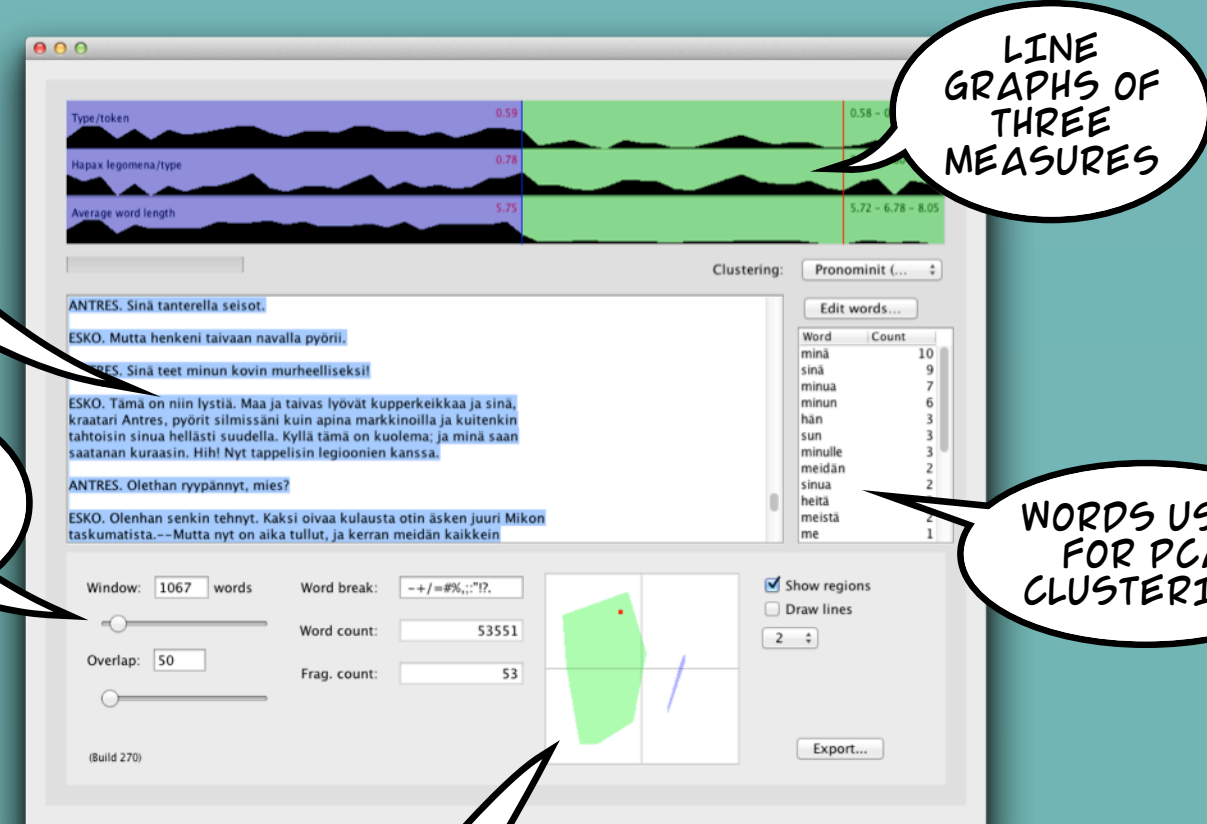 LINE
GRAPHS OF
THREE
MEASURES
Type/token
0.59
0.58 - 0
Hapax legomena/type
0.78
Average word length
5.75
5.72 - 6.78 - 8.05
Clustering:
Pronominit (...
ANTRES. Sinä tanterella seisot.
Edit words...
ESKO. Mutta henkeni taivaan navalla pyörii.
Sinä teet minun kovin murheelliseksi!
ESKO. Tämä on niin lystiä. Maa ja taivas lyövät kupperkeikkaa ja sinä,
kraatari Antres, pyörit silmissäni kuin apina markkinoilla ja kuitenkin
tahtoisin sinua hellästi suudella. Kyllä tämä on kuolema; ja minä saan
saatanan kuraasin. Hih! Nyt tappelisin legioonien kanssa.
ANTRES. Olethan ryypännyt, mies?
ESKO. Olenhan senkin tehnyt. Kaksi oivaa kulausta otin äsken juuri Mikon
taskumatista.--Mutta nyt on aika tullut, ja kerran meidän kaikkein
Word Count
minä 10
sinä 9
minua 7
minun 6
hän 3
sun 3
minulle 3
meidän 2
sinua 2
heitä
meistä 2
me 1
WORDS US
FOR PCA
CLUSTERI
Window: 1067 words
Overlap: 50
(Build 270)
Word break: -+/=#%,;:"!?.
Word count: 53551
Frag. count: 53
Show regions
Draw lines
2
Export...